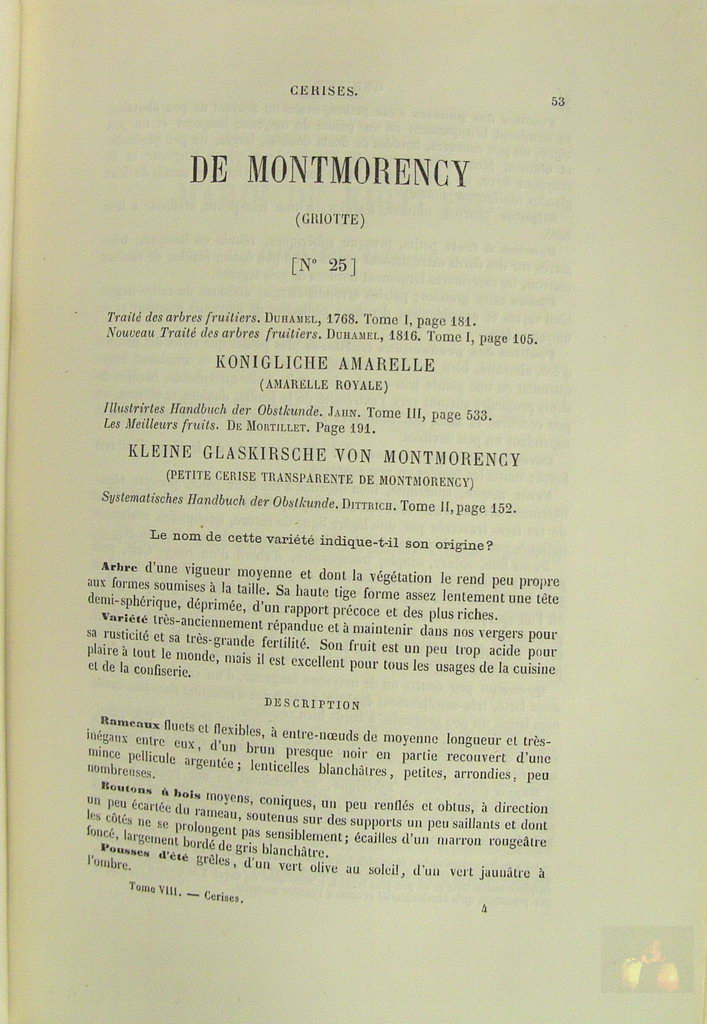 CERISES.
53
DE MONTMORENCY
(GRIOTTE)
[N° 25]
Traité des arbres fruitiers. DUHAMEL, 1768. Tome I, page 181.
Nouveau Traité des arbres fruitiers. DUHAMEL, 1816. Tome I, page 105.
KONIGLICHE AMARELLE
(AMARELLE ROYALE)
Illustrirtes Handbuch der Obstkunde. JAHN. Tome III, page 533.
Les Meilleurs fruits. DE MORTILLET. Page 191.
KLEINE GLASKIRSCHE VON MONTMORENCY
(PETITE CERISE TRANSPARENTE DE MONTMORENCY)
Systematisches Handbuch der Obstkunde. DITTRICH. Tome II, page 152.
Le nom de cette variété indique-t-il son origine?
Arbre d'une vigueur moyenne et dont la végétation le rend peu propre
aux formes soumises à la taille. Sa haute tige forme assez lentement une tête
demi-sphérique, déprimée, d'un rapport précoce et des plus riches.
Variété très-anciennement répandue et à maintenir dans nos vergers pour
sa rusticité et sa très-grande fertilité. Son fruit est un peu trop acide pour
plaire à tout le monde, mais il est excellent pour tous les usages de la cuisine
et de la confiserie.
DESCRIPTION
Rameaux fluets et flexibles, à entre-nœuds de moyenne longueur et très-
inégaux entre eux, d'un brun presque noir en partie recouvert d'une
mince pellicule argentée; lenticelles blanchâtres, petites, arrondies, peu
nombreuses.
Boutons à bois moyens, coniques, un peu renflés et obtus, à direction
un peu écartée du rameau, soutenus sur des supports un peu saillants et dont
les côtés ne se prolongent pas sensiblement; écailles d'un marron rougeâtre
foncé, largement bordé de gris blanchâtre.
Pousses d'été grêles, d'un vert olive au soleil, d'un vert jaunâtre à
l'ombre.
Tome VIII. — Cerises.
4